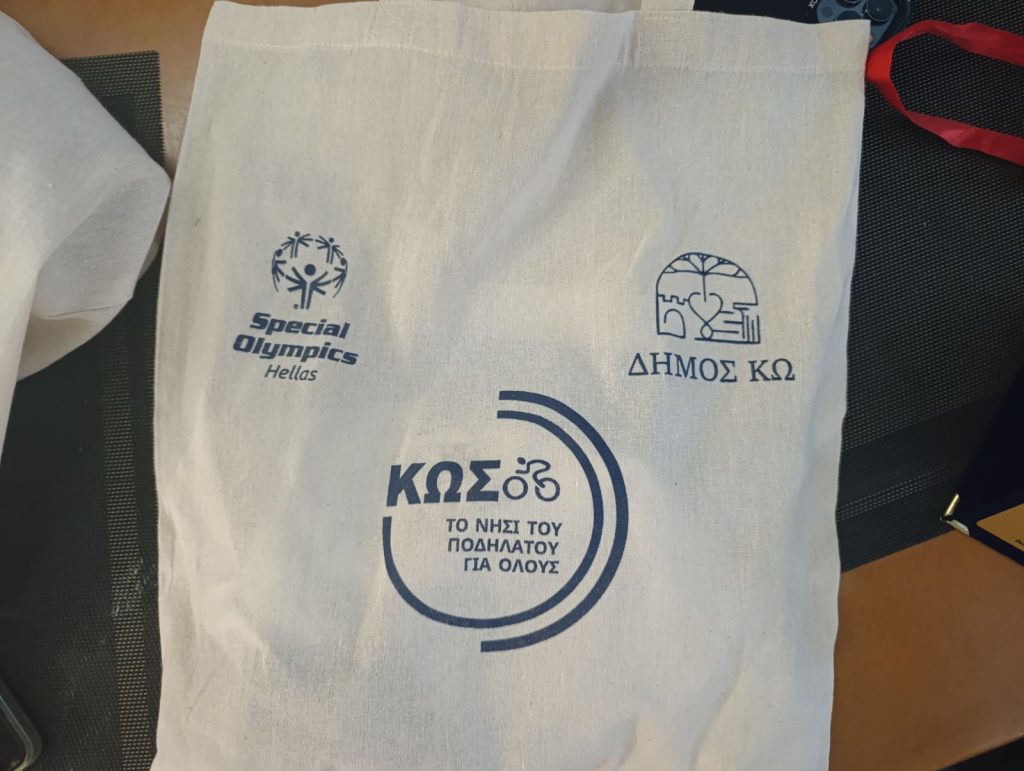 Special
Olympics
Hellas
ΔΗΜΟΣ ΚΩ
ΚΩΣ
ΤΟ ΝΗΣΙ ΤΟΥ
ΠΟΔΗΛΑΤΟΥ
ΓΙΑ ΟΛΟΥΣ